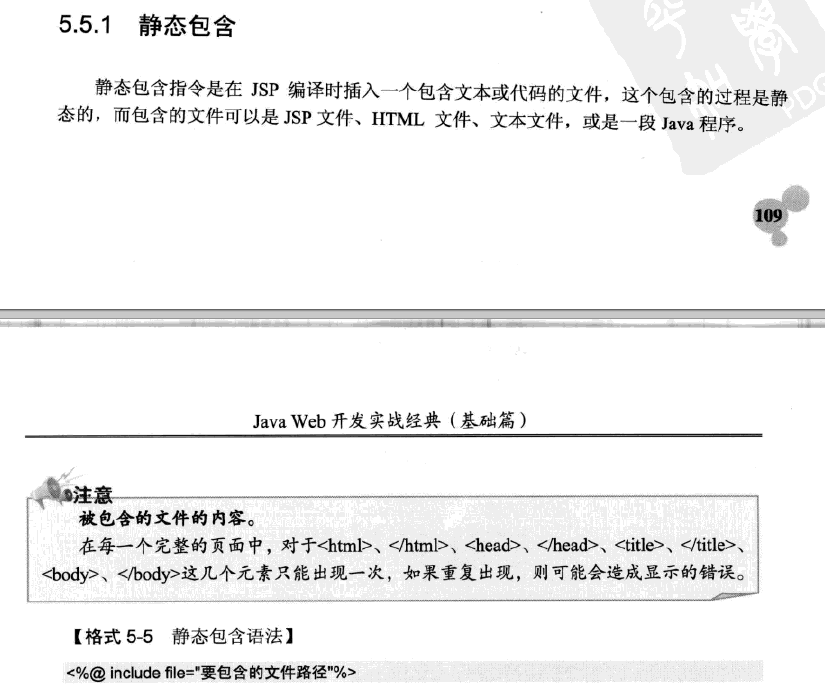 5.5.1 静态包含
静态包含指令是在 JSP 编译时插入一个包含文本或代码的文件，这个包含的过程是静
态的，而包含的文件可以是 JSP 文件、HTML 文件、文本文件，或是一段 Java 程序。
PDG
109
Java Web 开发实战经典（基础篇）
注意
被包含的文件的内容。
在每一个完整的页面中，对于<html>、</html>、<head>、</head>、<title>、</title>、
<body>、</body>这几个元素只能出现一次，如果重复出现，则可能会造成显示的错误。
【格式 5-5 静态包含语法】
<%@ include file="要包含的文件路径"%>